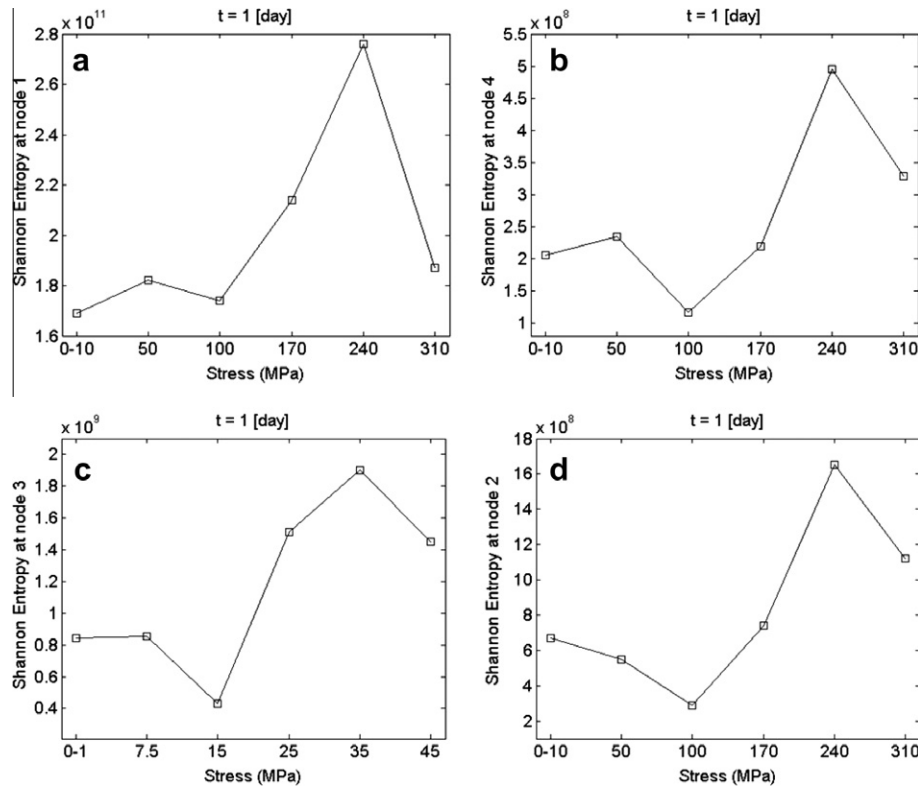 x 10^11
t = 1 [day]
a
2.8
2.6
2.4
2.2
2
1.8
1.6
Shannon Entropy at node 1
0-10 50 100 170 240 310
Stress (MPa)
x 10^8
t = 1 [day]
b
5.5
5
4.5
4
3.5
3
2.5
2
1.5
1
Shannon Entropy at node 4
0-10 50 100 170 240 310
Stress (MPa)
x 10^9
t = 1 [day]
c
2
1.8
1.6
1.4
1.2
1
0.8
0.6
0.4
Shannon Entropy at node 3
0-1 7.5 15 25 35 45
Stress (MPa)
x 10^8
t = 1 [day]
d
18
16
14
12
10
8
6
4
2
Shannon Entropy at node 2
0-10 50 100 170 240 310
Stress (MPa)